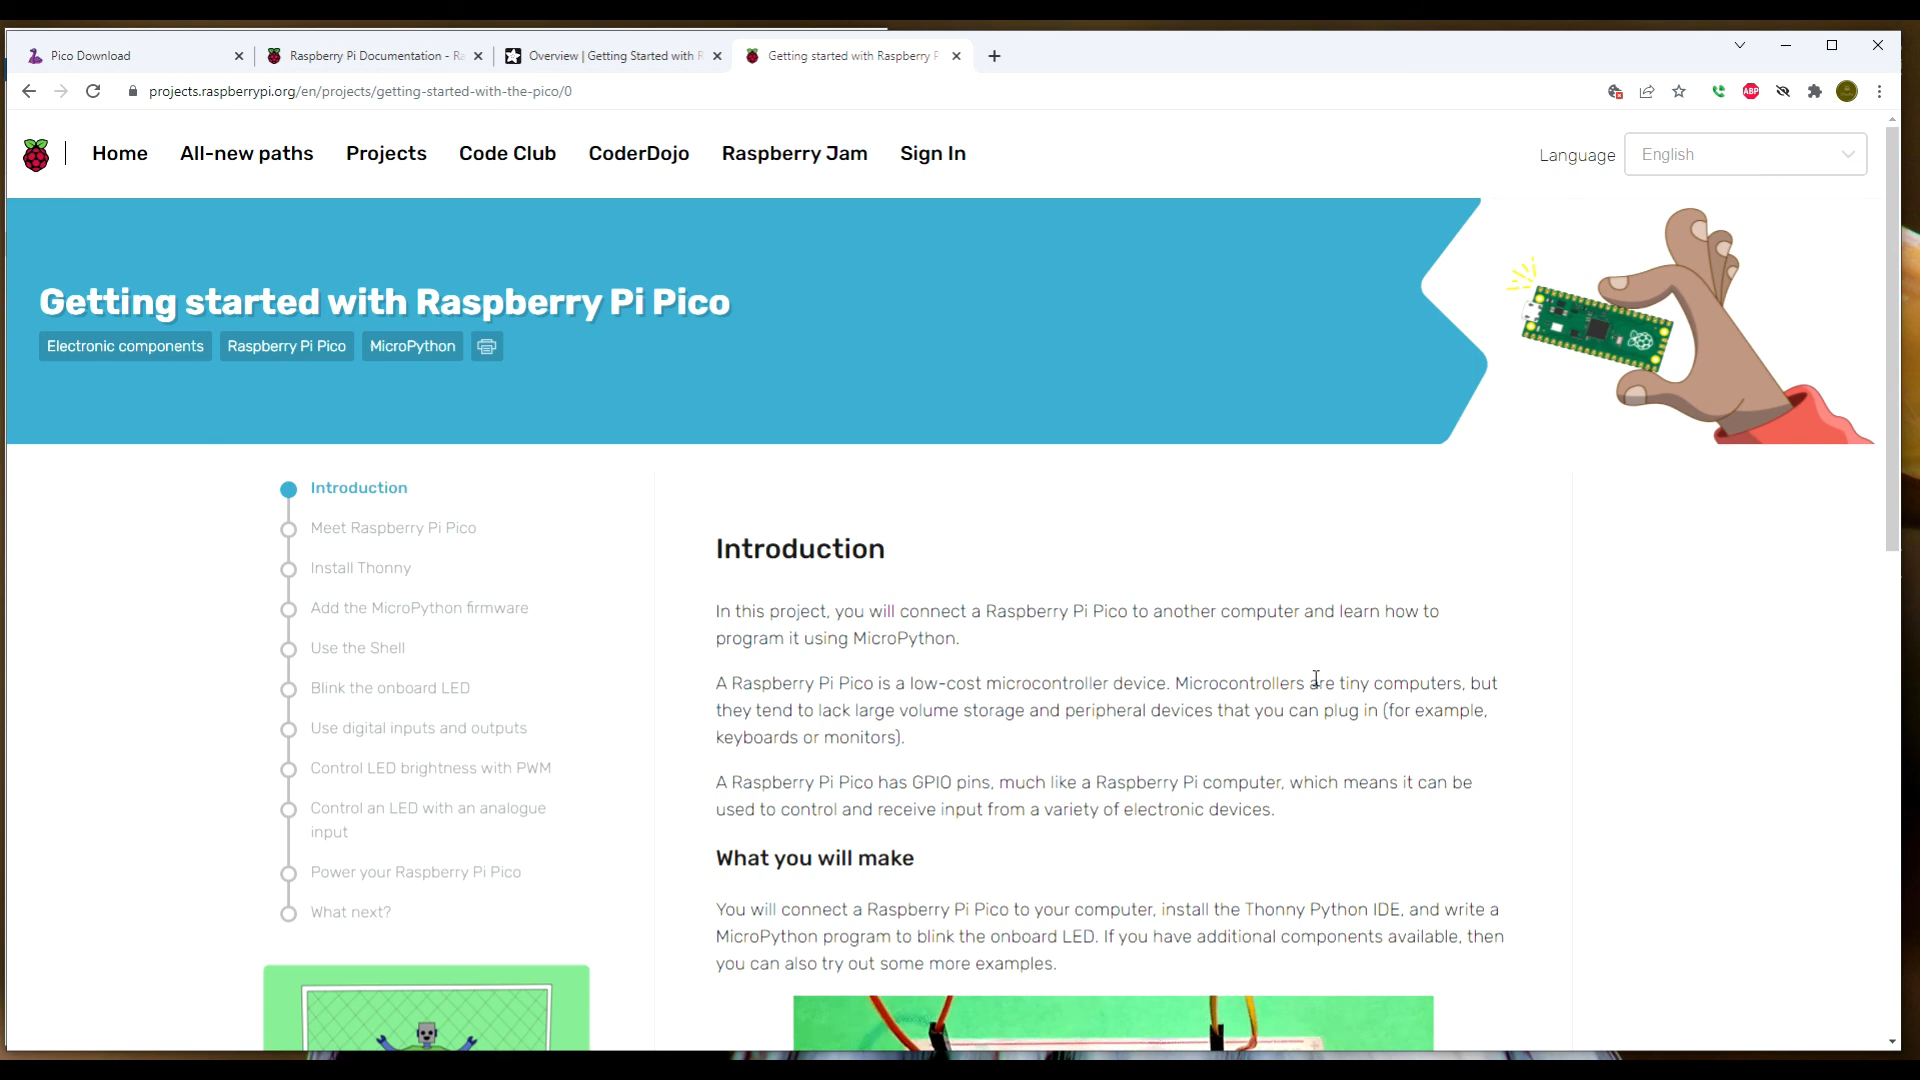 Pico Download
Raspberry Pi Documentation - Ra
Overview | Getting Started with R
Getting started with Raspberry P
projects.raspberrypi.org/en/projects/getting-started-with-the-pico/0
ABP
Home All-new paths Projects Code Club CoderDojo Raspberry Jam Sign In
Language English
Getting started with Raspberry Pi Pico
Electronic components Raspberry Pi Pico MicroPython
Introduction
Meet Raspberry Pi Pico
Install Thonny
Add the MicroPython firmware
Use the Shell
Blink the onboard LED
Use digital inputs and outputs
Control LED brightness with PWM
Control an LED with an analogue
input
Power your Raspberry Pi Pico
What next?
Introduction
In this project, you will connect a Raspberry Pi Pico to another computer and learn how to
program it using MicroPython.
A Raspberry Pi Pico is a low-cost microcontroller device. Microcontrollers are tiny computers, but
they tend to lack large volume storage and peripheral devices that you can plug in (for example,
keyboards or monitors).
A Raspberry Pi Pico has GPIO pins, much like a Raspberry Pi computer, which means it can be
used to control and receive input from a variety of electronic devices.
What you will make
You will connect a Raspberry Pi Pico to your computer, install the Thonny Python IDE, and write a
MicroPython program to blink the onboard LED. If you have additional components available, then
you can also try out some more examples.